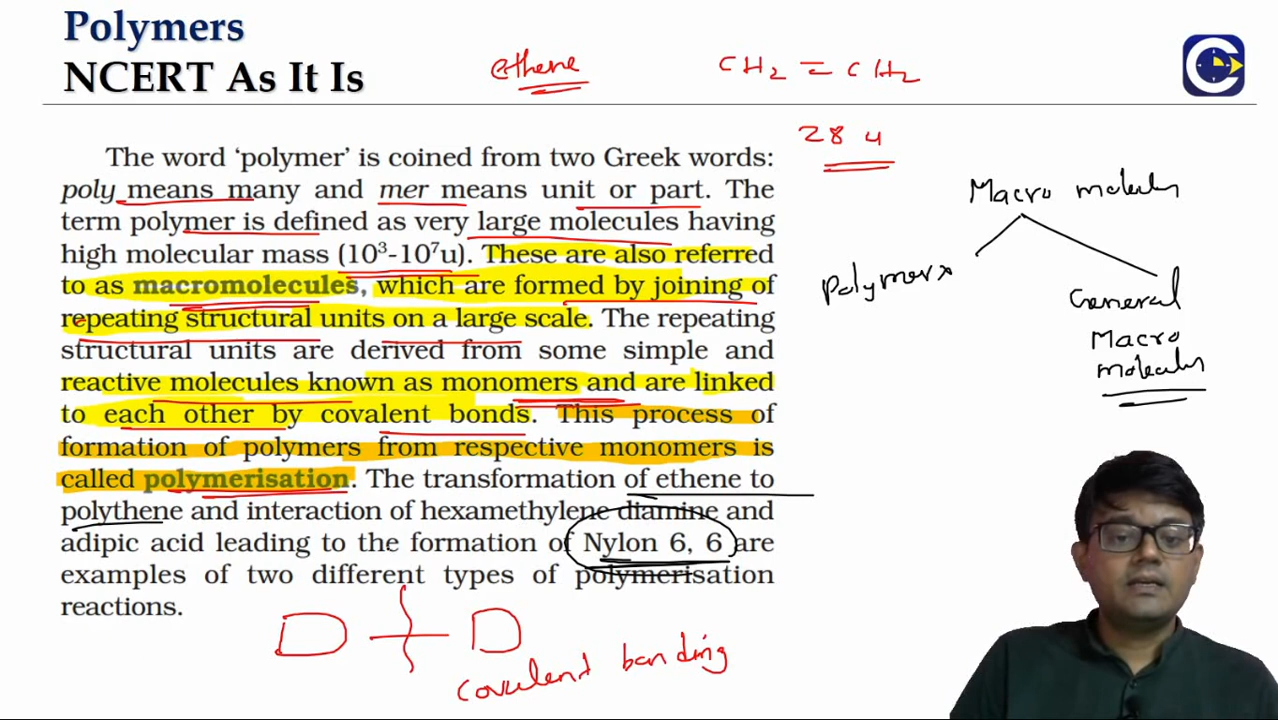 Polymers
NCERT As It Is
ethene
CH2 = CH2
28 u
The word ‘polymer’ is coined from two Greek words:
poly means many and mer means unit or part. The
term polymer is defined as very large molecules having
high molecular mass (10³-10⁷u). These are also referred
to as macromolecules, which are formed by joining of
repeating structural units on a large scale. The repeating
structural units are derived from some simple and
reactive molecules known as monomers and are linked
to each other by covalent bonds. This process of
formation of polymers from respective monomers is
called polymerisation. The transformation of ethene to
polythene and interaction of hexamethylene diamine and
adipic acid leading to the formation of Nylon 6, 6 are
examples of two different types of polymerisation
reactions.
Macro molecules
Polymers
General
Macro
molecules
covalent bonding